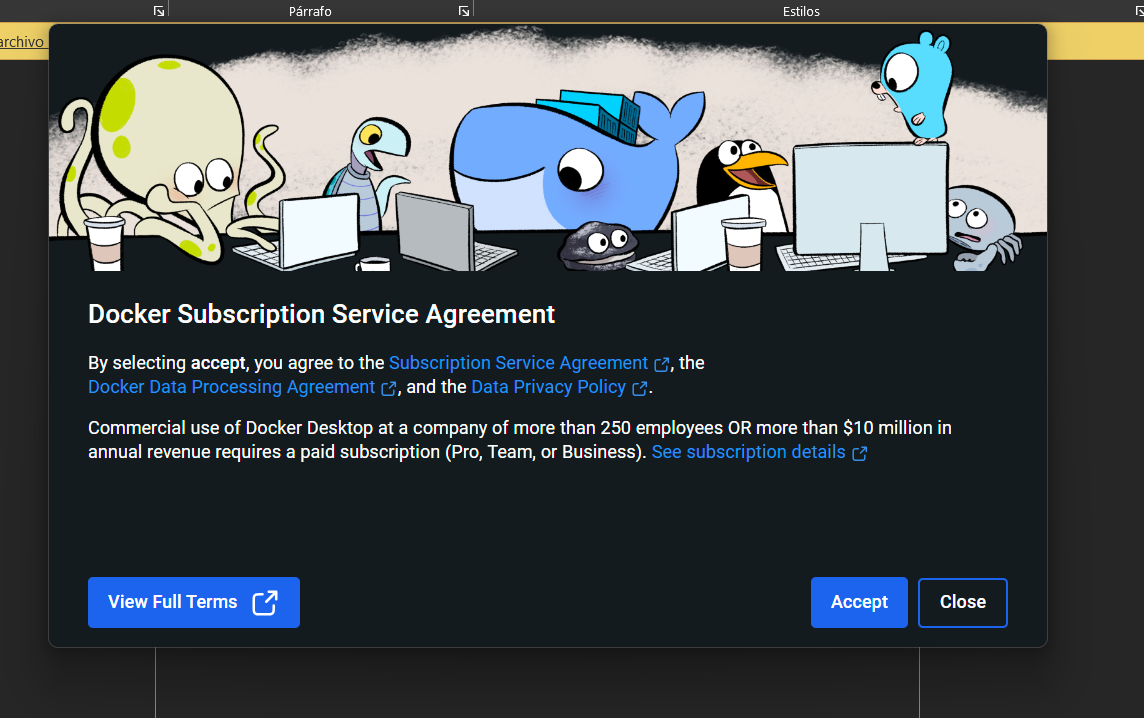 Párrafo
Estilos
archivo
Docker Subscription Service Agreement
By selecting accept, you agree to the Subscription Service Agreement, the
Docker Data Processing Agreement, and the Data Privacy Policy.
Commercial use of Docker Desktop at a company of more than 250 employees OR more than $10 million in
annual revenue requires a paid subscription (Pro, Team, or Business). See subscription details
View Full Terms
Accept
Close